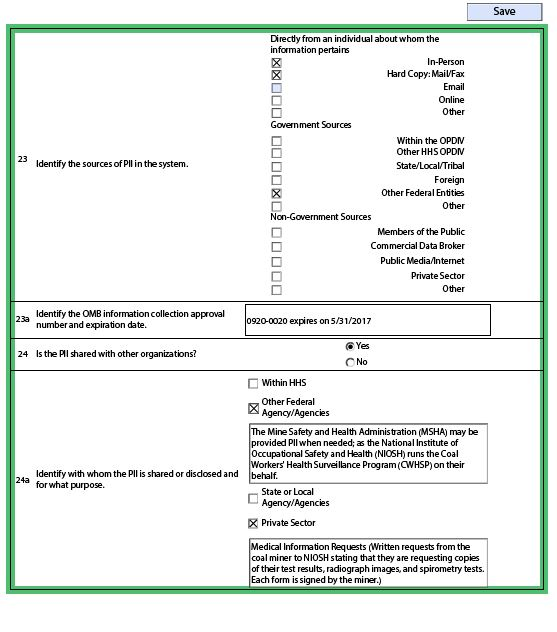 Save
Directly from an individual about whom the
information pertains
In-Person
Hard Copy: Mail/Fax
Email
Online
Other
Government Sources
Within the OPDIV
Other HHS OPDIV
State/Local/Tribal
Foreign
Other Federal Entities
Other
Non-Government Sources
Members of the Public
Commercial Data Broker
Public Media/Internet
Private Sector
Other
23 Identify the sources of PII in the system.
23a Identify the OMB information collection approval
number and expiration date.
0920-0020 expires on 5/31/2017
24 Is the PII shared with other organizations?
Yes
No
24a Identify with whom the PII is shared or disclosed and
for what purpose.
Within HHS
Other Federal
Agency/Agencies
The Mine Safety and Health Administration (MSHA) may be
provided PII when needed; as the National Institute of
Occupational Safety and Health (NIOSH) runs the Coal
Workers' Health Surveillance Program (CWHSP) on their
behalf.
State or Local
Agency/Agencies
Private Sector
Medical Information Requests (Written requests from the
coal miner to NIOSH stating that they are requesting copies
of their test results, radiograph images, and spirometry tests.
Each form is signed by the miner.)